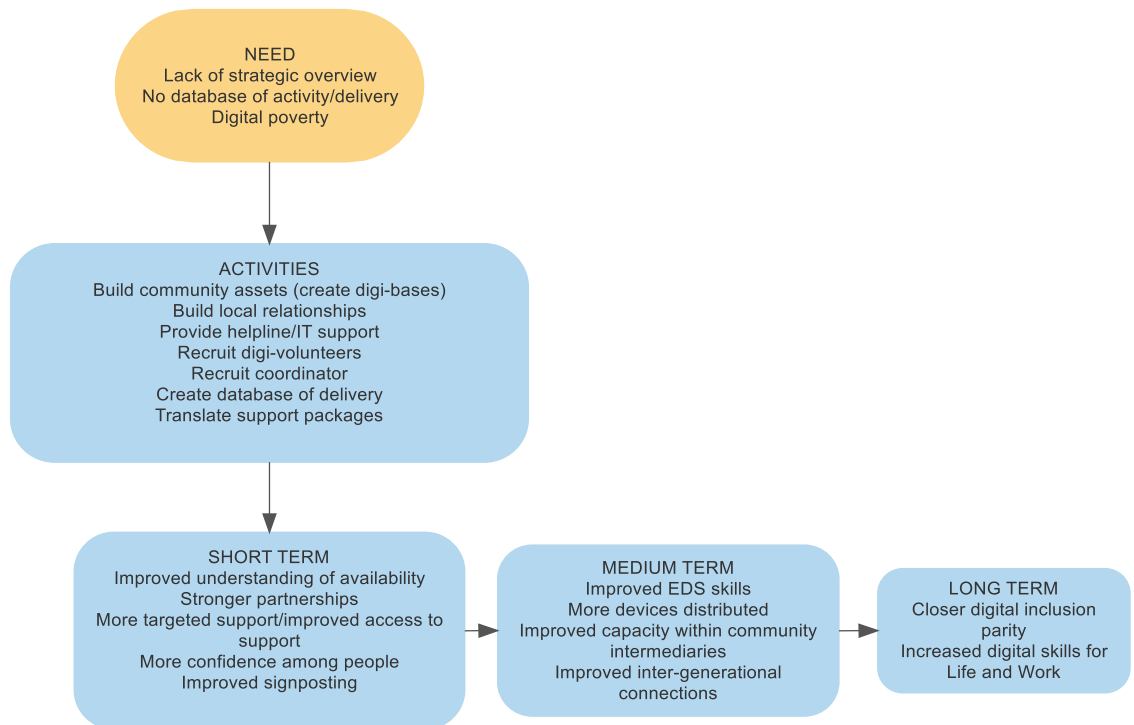 NEED
Lack of strategic overview
No database of activity/delivery
Digital poverty
ACTIVITIES
Build community assets (create digi-bases)
Build local relationships
Provide helpline/IT support
Recruit digi-volunteers
Recruit coordinator
Create database of delivery
Translate support packages
SHORT TERM
Improved understanding of availability
Stronger partnerships
More targeted support/improved access to
support
More confidence among people
Improved signposting
MEDIUM TERM
Improved EDS skills
More devices distributed
Improved capacity within community
intermediaries
Improved inter-generational
connections
LONG TERM
Closer digital inclusion
parity
Increased digital skills for
Life and Work